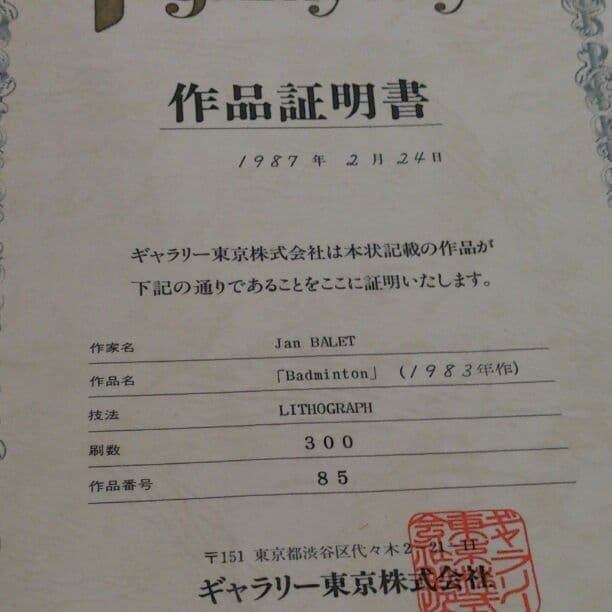 作品証明書
1987年2月24日
ギャラリー東京株式会社は本状記載の作品が
下記の通りであることをここに証明いたします。
作家名 Jan BALET
作品名 「Badminton」 (1983年作)
技法 LITHOGRAPH
刷数 300
作品番号 85
〒151 東京都渋谷区代々木2-21-11
ギャラリー東京株式会社